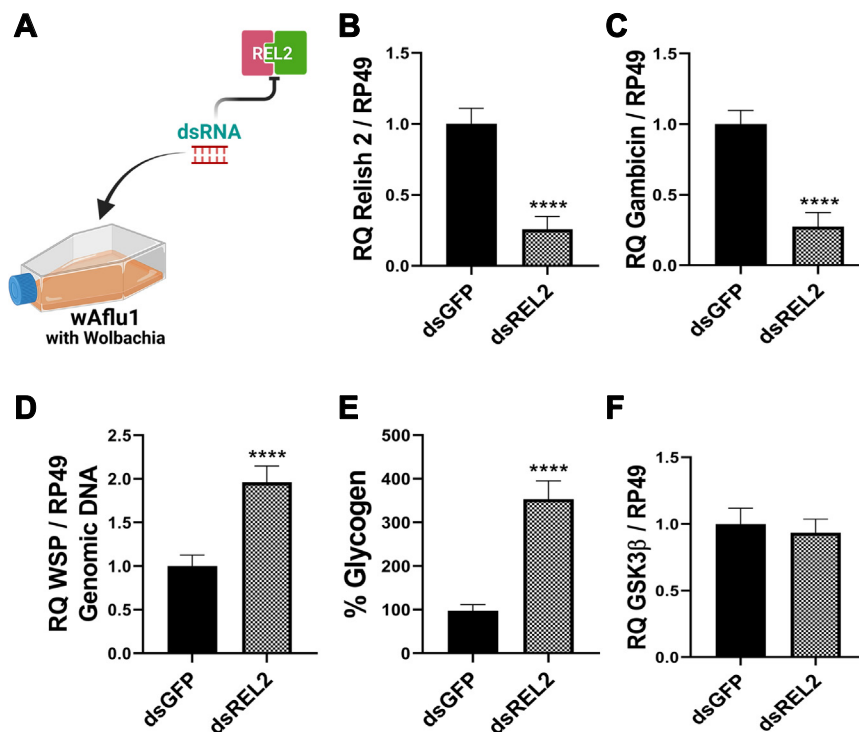 A
REL2
dsRNA
wAflu1
with Wolbachia
B
RQ Relish 2 / RP49
1.5
1.0
0.5
0.0
****
dsGFP
dsREL2
C
RQ Gambicin / RP49
1.5
1.0
0.5
0.0
****
dsGFP
dsREL2
D
RQ WSP / RP49
Genomic DNA
2.5
2.0
1.5
1.0
0.5
0.0
****
dsGFP
dsREL2
E
% Glycogen
500
400
300
200
100
0
****
dsGFP
dsREL2
F
RQ GSK3β / RP49
1.5
1.0
0.5
0.0
dsGFP
dsREL2